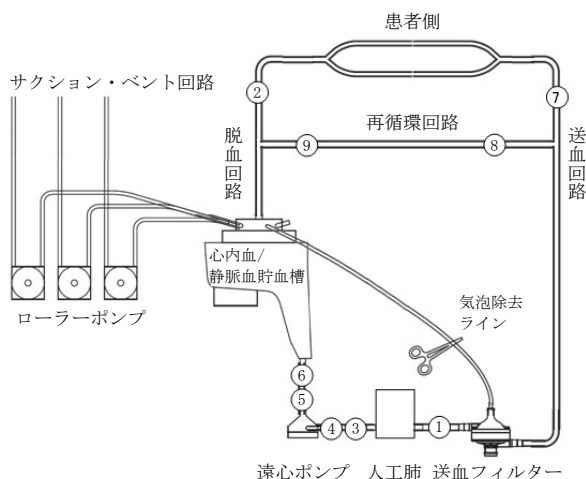 患者側
サクション・ベント回路
②
⑦
再循環回路
⑨
⑧
脱血回路
送血回路
心内血/
静脈血貯血槽
気泡除去
ライン
ローラーポンプ
⑥
⑤
④
③
①
遠心ポンプ 人工肺 送血フィルター